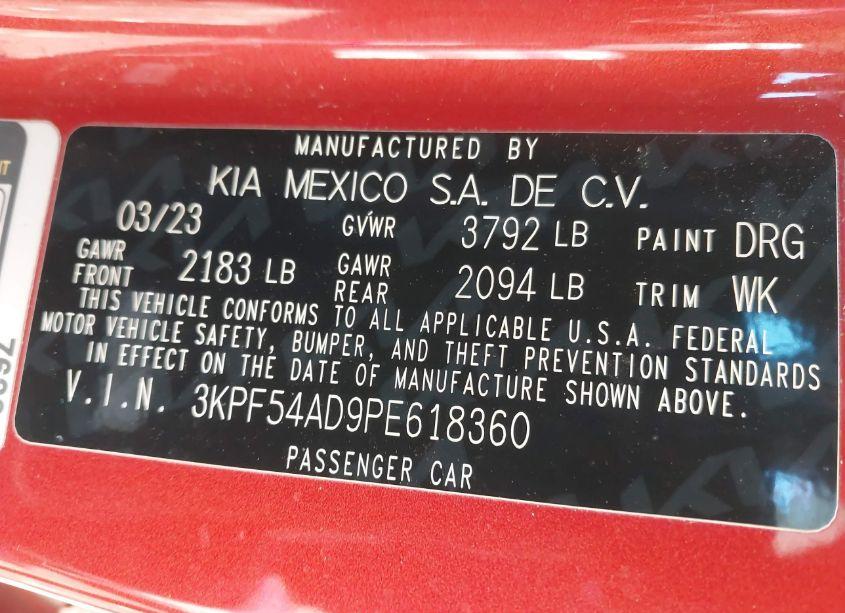 MANUFACTURED BY
KIA MEXICO S.A. DE C.V.
03/23 GVWR 3792 LB PAINT DRG
GAWR FRONT 2183 LB GAWR REAR 2094 LB TRIM WK
THIS VEHICLE CONFORMS TO ALL APPLICABLE U.S.A. FEDERAL
MOTOR VEHICLE SAFETY, BUMPER, AND THEFT PREVENTION STANDARDS
IN EFFECT ON THE DATE OF MANUFACTURE SHOWN ABOVE.
V.I.N. 3KPF54AD9PE618360
PASSENGER CAR